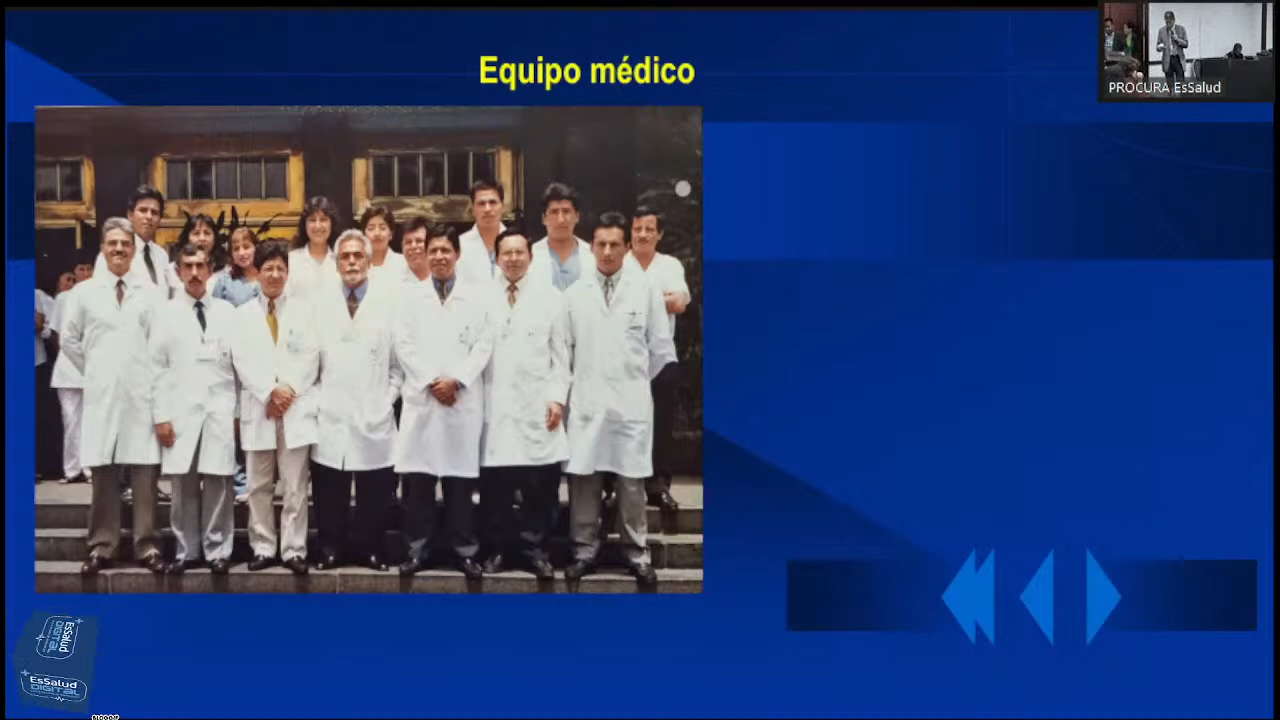 Equipo médico
PROCURA EsSalud
EsSalud
DIGITAL
EsSalud
DIGITAL